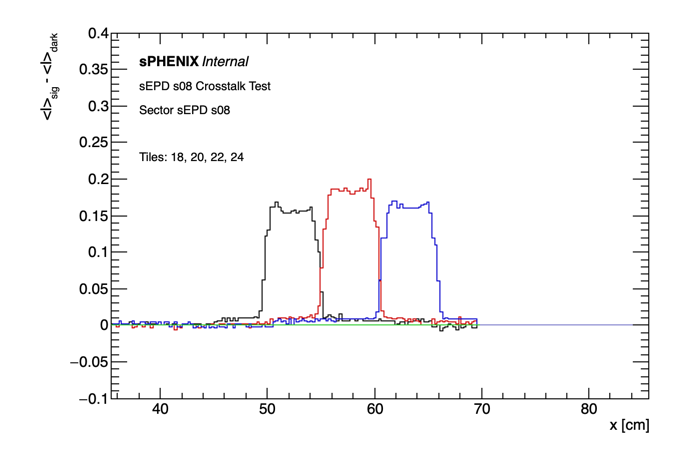 sPHENIX Internal
sEPD s08 Crosstalk Test
Sector sEPD s08
Tiles: 18, 20, 22, 24
<I>sig - <I>dark
0.4
0.35
0.3
0.25
0.2
0.15
0.1
0.05
0
−0.05
−0.1
40 50 60 70 80
x [cm]